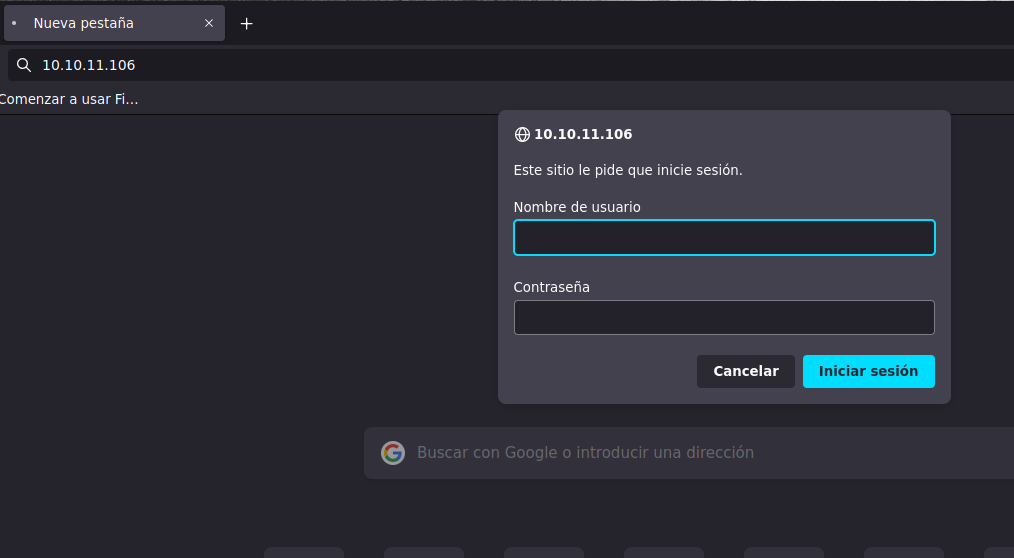 Nueva pestaña
10.10.11.106
Comenzar a usar Fi…
10.10.11.106
Este sitio le pide que inicie sesión.
Nombre de usuario
Contraseña
Cancelar Iniciar sesión
Buscar con Google o introducir una dirección